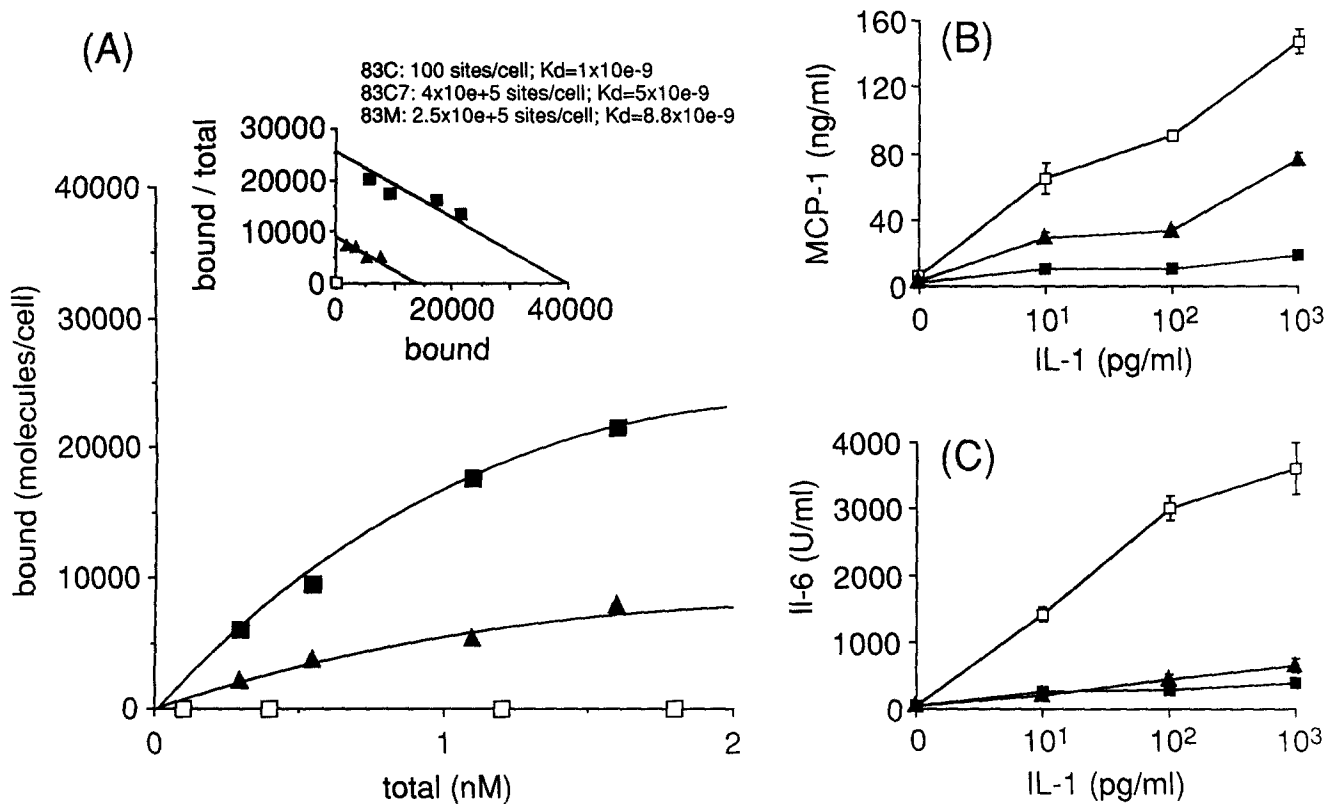 (A)
83C: 100 sites/cell; Kd=1x10e-9
83C7: 4x10e+5 sites/cell; Kd=5x10e-9
83M: 2.5x10e+5 sites/cell; Kd=8.8x10e-9
bound / total
30000
20000
10000
0
0
20000
40000
bound
bound (molecules/cell)
40000
30000
20000
10000
0
0
1
2
total (nM)
(B)
MCP-1 (ng/ml)
160
120
80
40
0
0
10¹
10²
10³
IL-1 (pg/ml)
(C)
Il-6 (U/ml)
4000
3000
2000
1000
0
0
10¹
10²
10³
IL-1 (pg/ml)